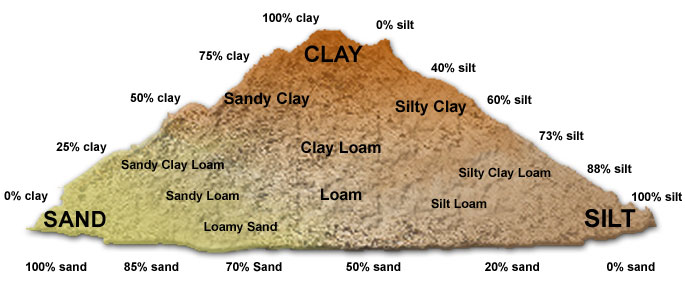 100% clay
0% silt
CLAY
75% clay
40% silt
50% clay
Sandy Clay
Silty Clay
60% silt
73% silt
25% clay
Clay Loam
Sandy Clay Loam
Silty Clay Loam
88% silt
0% clay
Sandy Loam
Loam
Silt Loam
100% silt
SAND
Loamy Sand
SILT
100% sand
85% sand
70% Sand
50% sand
20% sand
0% sand